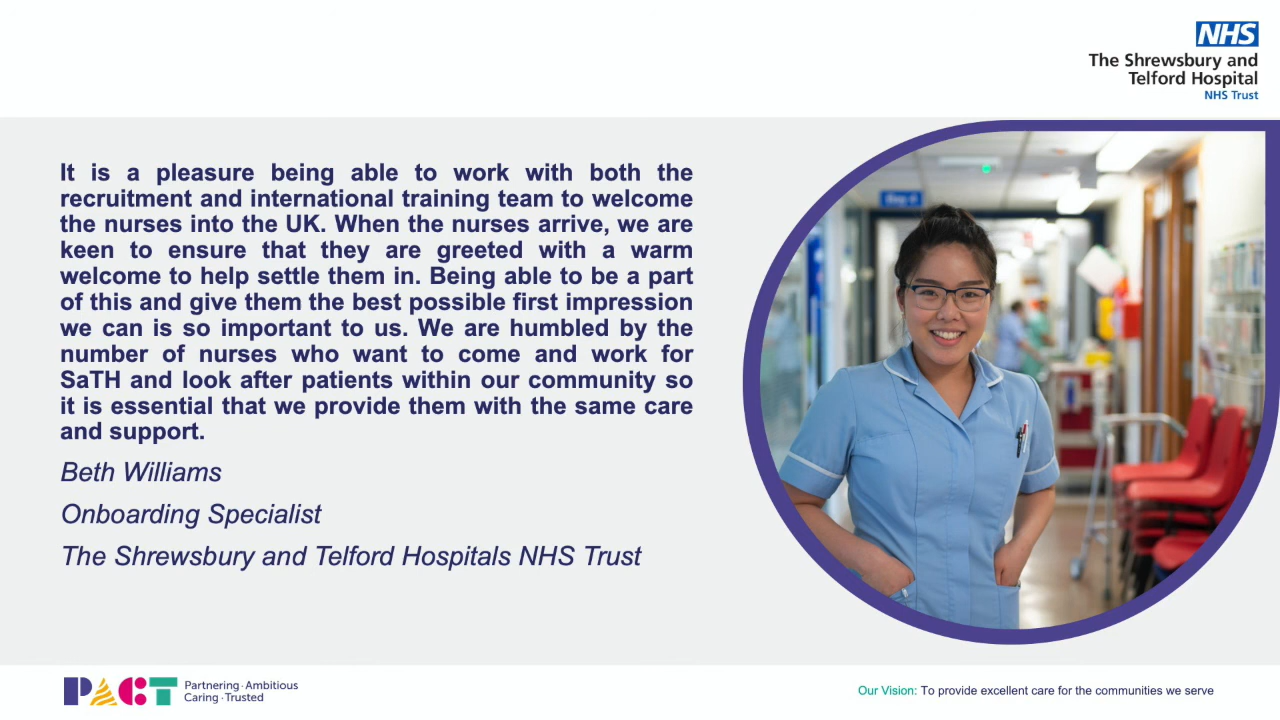 NHS
The Shrewsbury and
Telford Hospital
NHS Trust
It is a pleasure being able to work with both the
recruitment and international training team to welcome
the nurses into the UK. When the nurses arrive, we are
keen to ensure that they are greeted with a warm
welcome to help settle them in. Being able to be a part
of this and give them the best possible first impression
we can is so important to us. We are humbled by the
number of nurses who want to come and work for
SaTH and look after patients within our community so
it is essential that we provide them with the same care
and support.
Beth Williams
Onboarding Specialist
The Shrewsbury and Telford Hospitals NHS Trust
PACT
Partnering · Ambitious
Caring · Trusted
Our Vision: To provide excellent care for the communities we serve